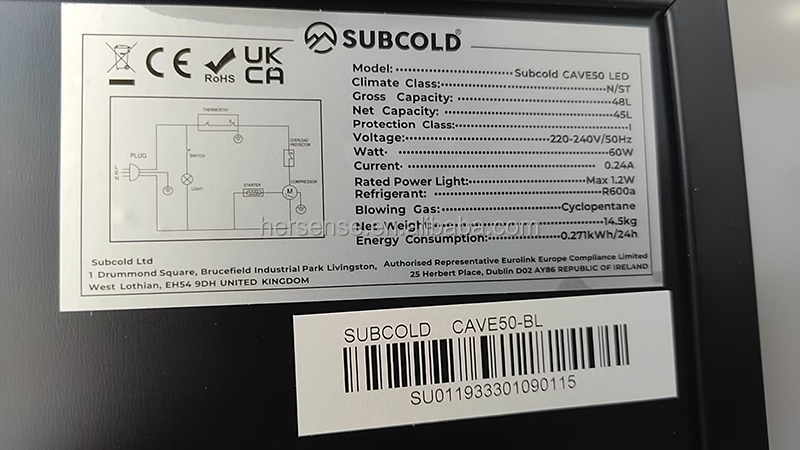 SUBCOLD®
CE RoHS UK CA
Model: Subcold CAVE50 LED
Climate Class: N/ST
Gross Capacity: 48L
Net Capacity: 45L
Protection Class: I
Voltage: 220-240V/50Hz
Watt 60W
Current 0.24A
Rated Power Light: Max 1.2W
Refrigerant: R600a
Blowing Gas: Cyclopentane
Net Weight: 14.5kg
Energy Consumption: 0.271kWh/24h
THERMOSTAT
PLUG
SWITCH
LIGHT
OVERLOAD
PROTECTOR
STARTER
COMPRESSOR
M
Subcold Ltd
1 Drummond Square, Brucefield Industrial Park Livingston,
West Lothian, EH54 9DH UNITED KINGDOM
Authorised Representative Eurolink Europe Compliance Limited
25 Herbert Place, Dublin D02 AY86 REPUBLIC OF IRELAND
hersense.en.alibaba.com
SUBCOLD CAVE50-BL
SU011933301090115